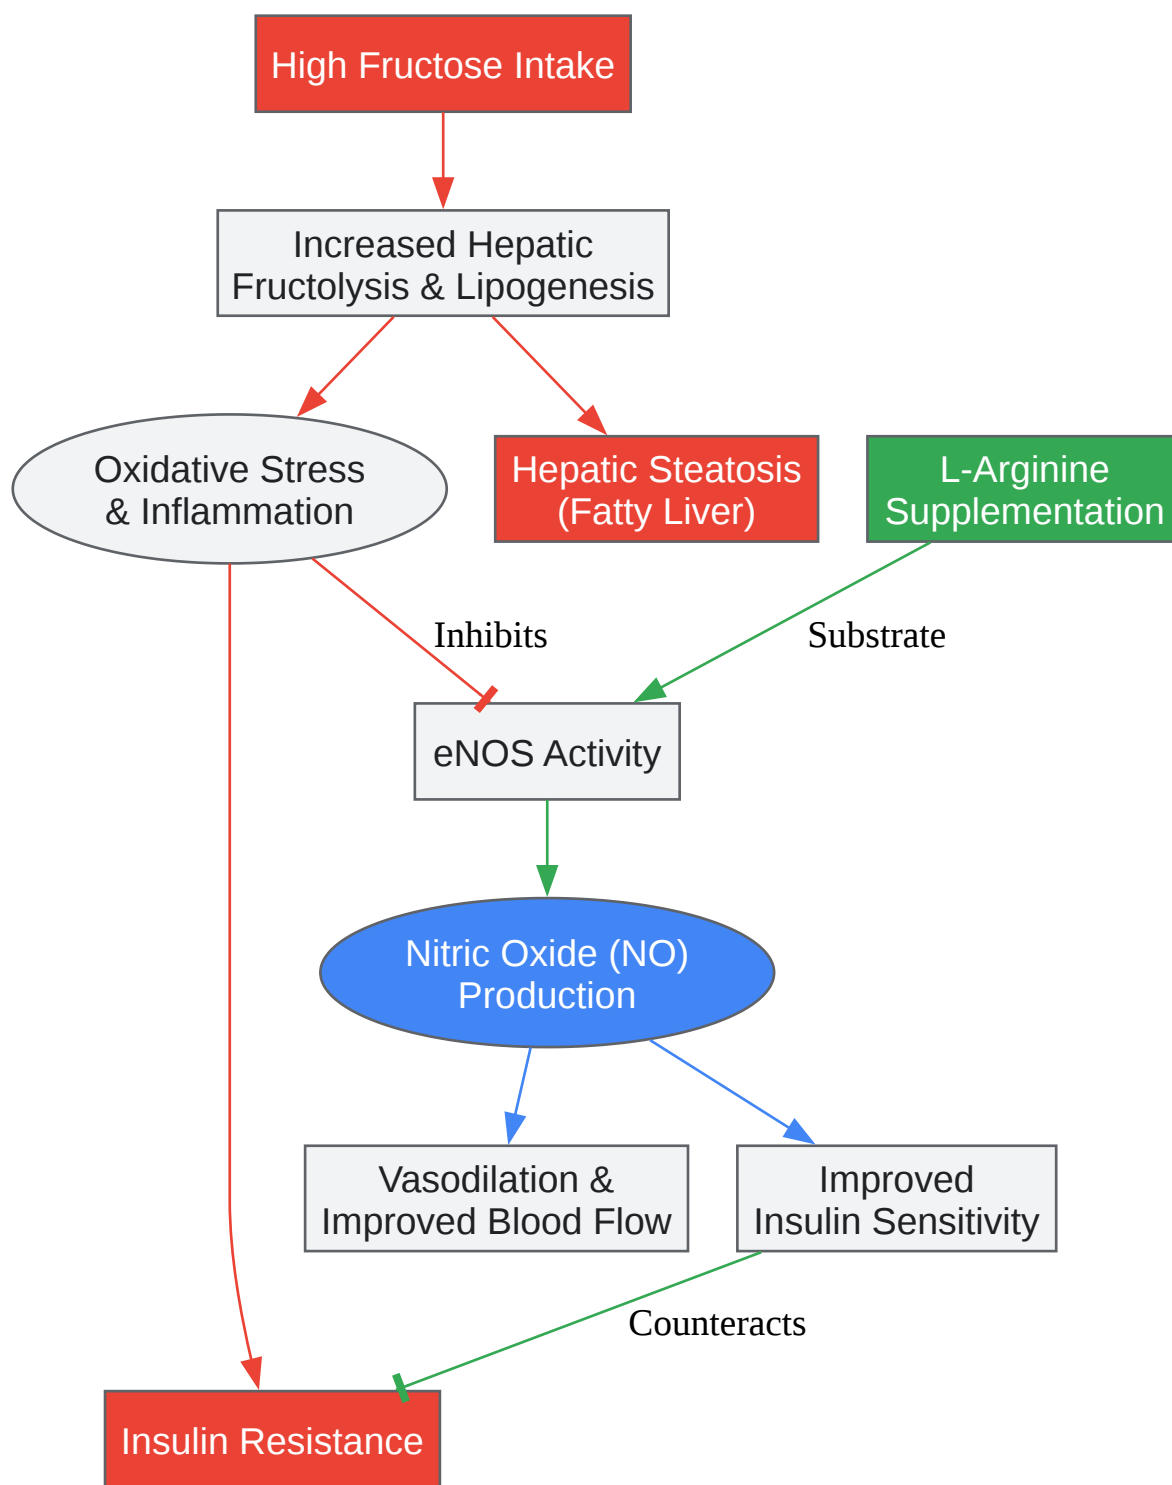 High Fructose Intake
Increased Hepatic
Fructolysis & Lipogenesis
Oxidative Stress
& Inflammation
Hepatic Steatosis
(Fatty Liver)
L-Arginine
Supplementation
Inhibits
Substrate
eNOS Activity
Nitric Oxide (NO)
Production
Vasodilation &
Improved Blood Flow
Improved
Insulin Sensitivity
Counteracts
Insulin Resistance